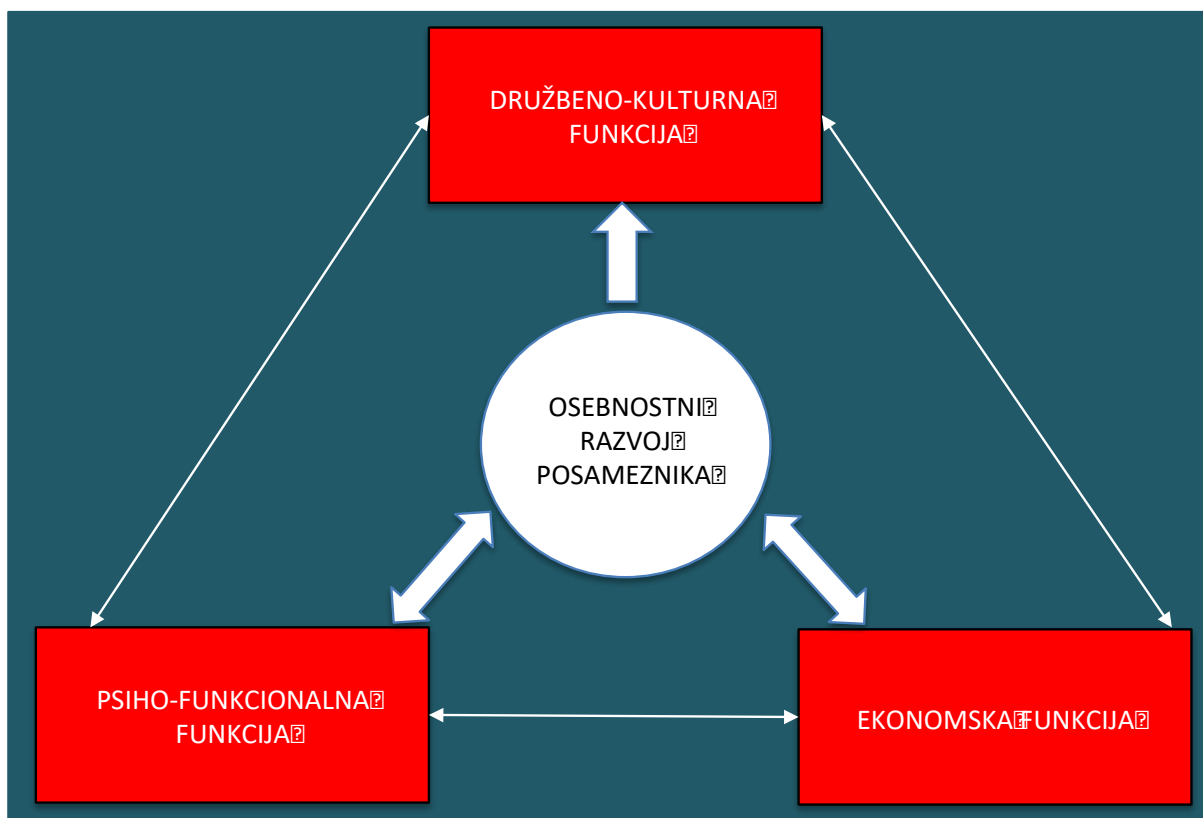 DRUŽBENO-KULTURNA
FUNKCIJA
OSEBNOSTNI
RAZVOJ
POSAMEZNIKA
PSIHO-FUNKCIONALNA
FUNKCIJA
EKONOMSKA FUNKCIJA